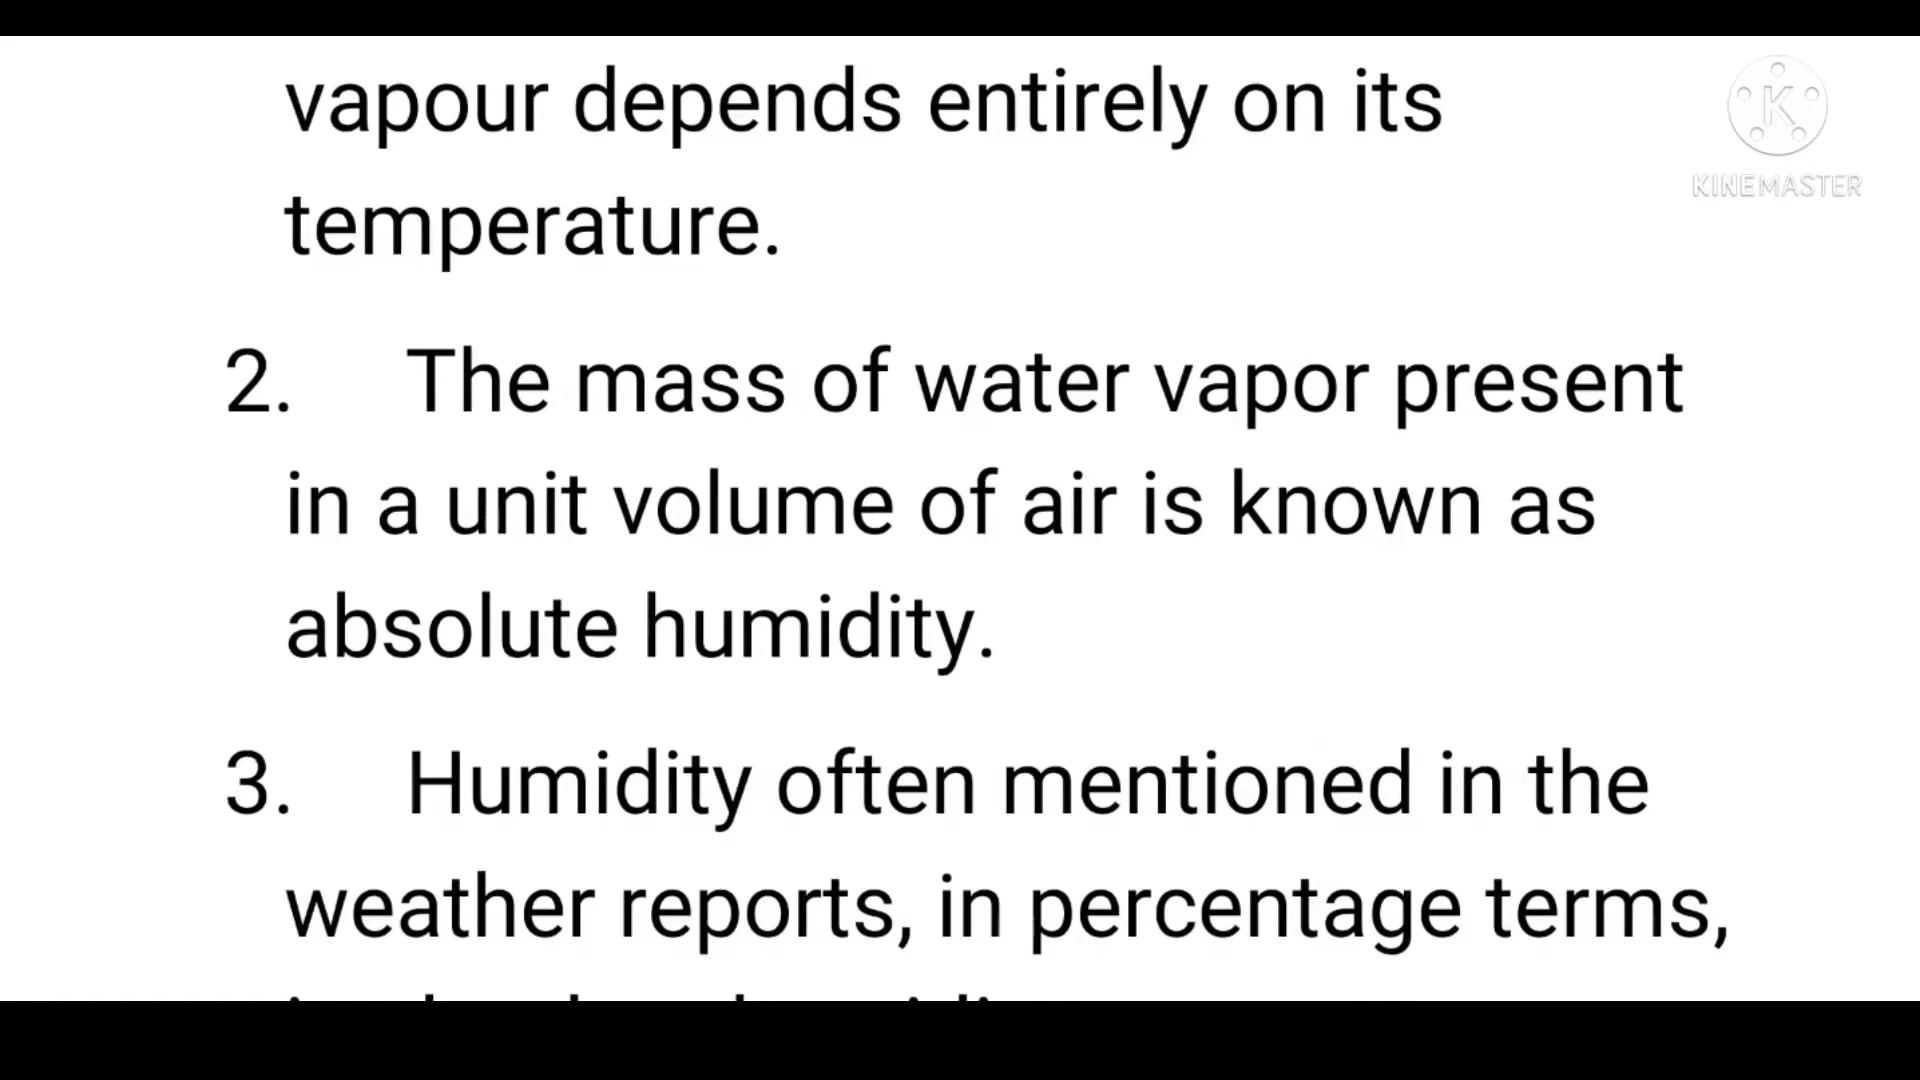 vapour depends entirely on its
temperature.
2. The mass of water vapor present
in a unit volume of air is known as
absolute humidity.
3. Humidity often mentioned in the
weather reports, in percentage terms,
K
KINEMASTER